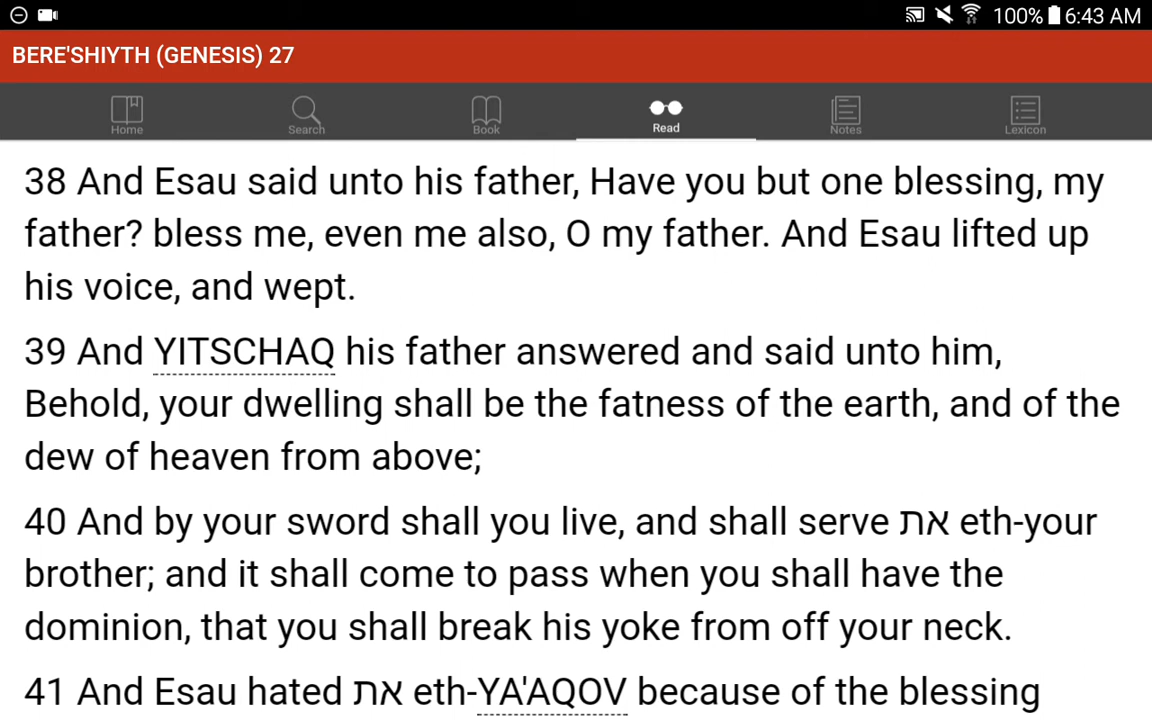 100% 6:43 AM
BERE'SHIYTH (GENESIS) 27
Home Search Book Read Notes Lexicon
38 And Esau said unto his father, Have you but one blessing, my
father? bless me, even me also, O my father. And Esau lifted up
his voice, and wept.
39 And YITSCHAQ his father answered and said unto him,
Behold, your dwelling shall be the fatness of the earth, and of the
dew of heaven from above;
40 And by your sword shall you live, and shall serve את eth-your
brother; and it shall come to pass when you shall have the
dominion, that you shall break his yoke from off your neck.
41 And Esau hated את eth-YA'AQOV because of the blessing